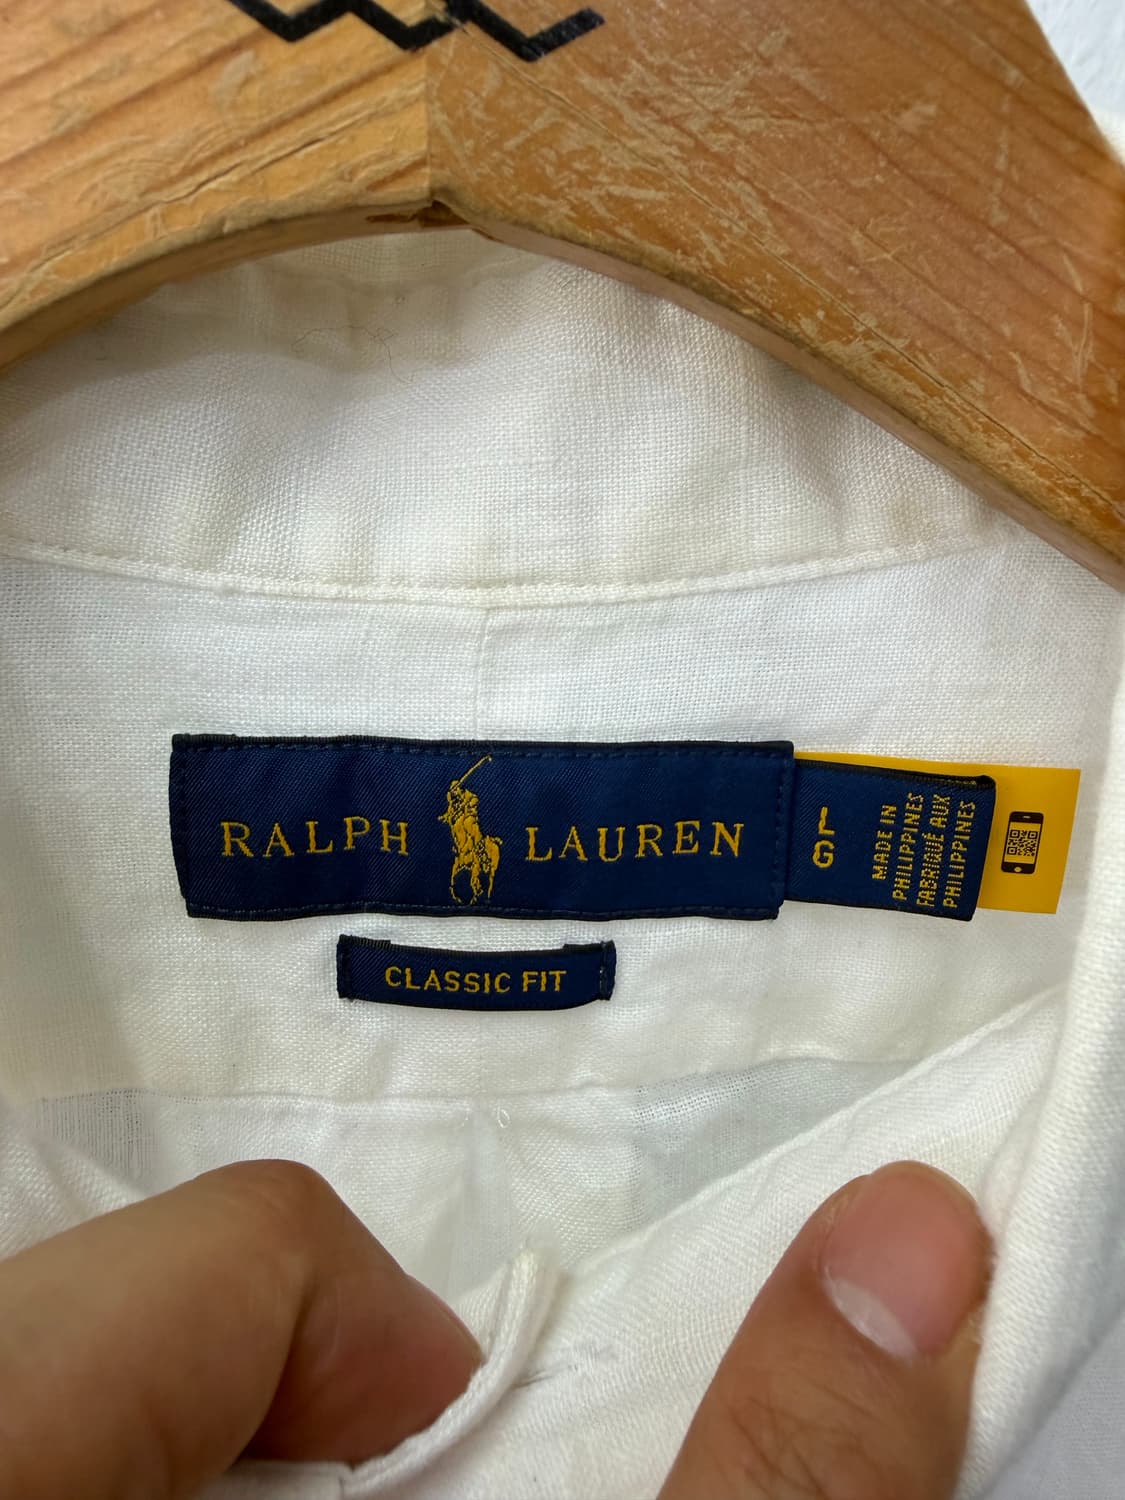 RALPH LAUREN
LG
MADE IN
PHILIPPINES
FABRIQUÉ AUX
PHILIPPINES
CLASSIC FIT